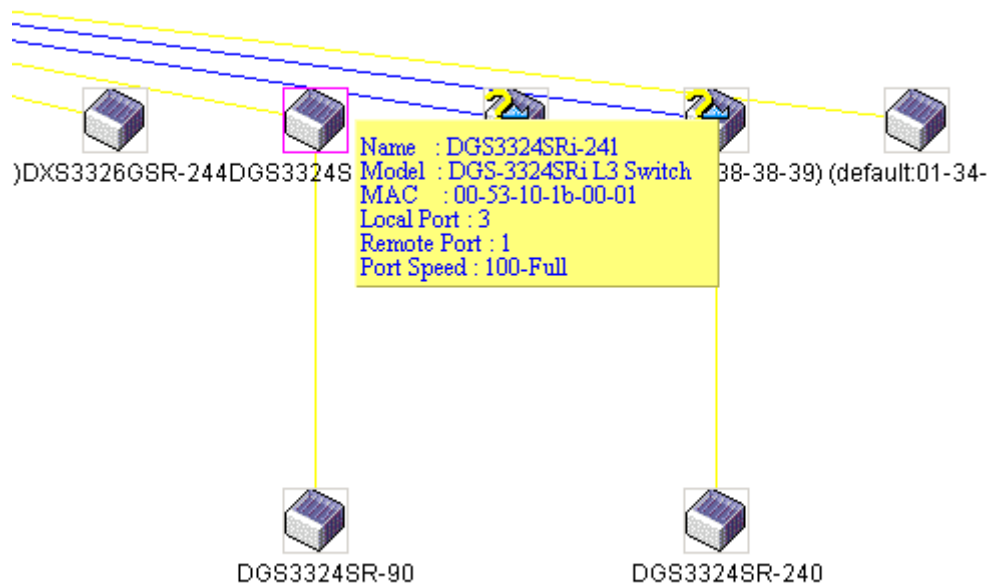 )DXS3326GSR-244DGS3324S 38-38-39) (default:01-34-
Name : DGS3324SRi-241
Model : DGS-3324SRi L3 Switch
MAC : 00-53-10-1b-00-01
Local Port : 3
Remote Port : 1
Port Speed : 100-Full
DGS3324SR-90 DGS3324SR-240